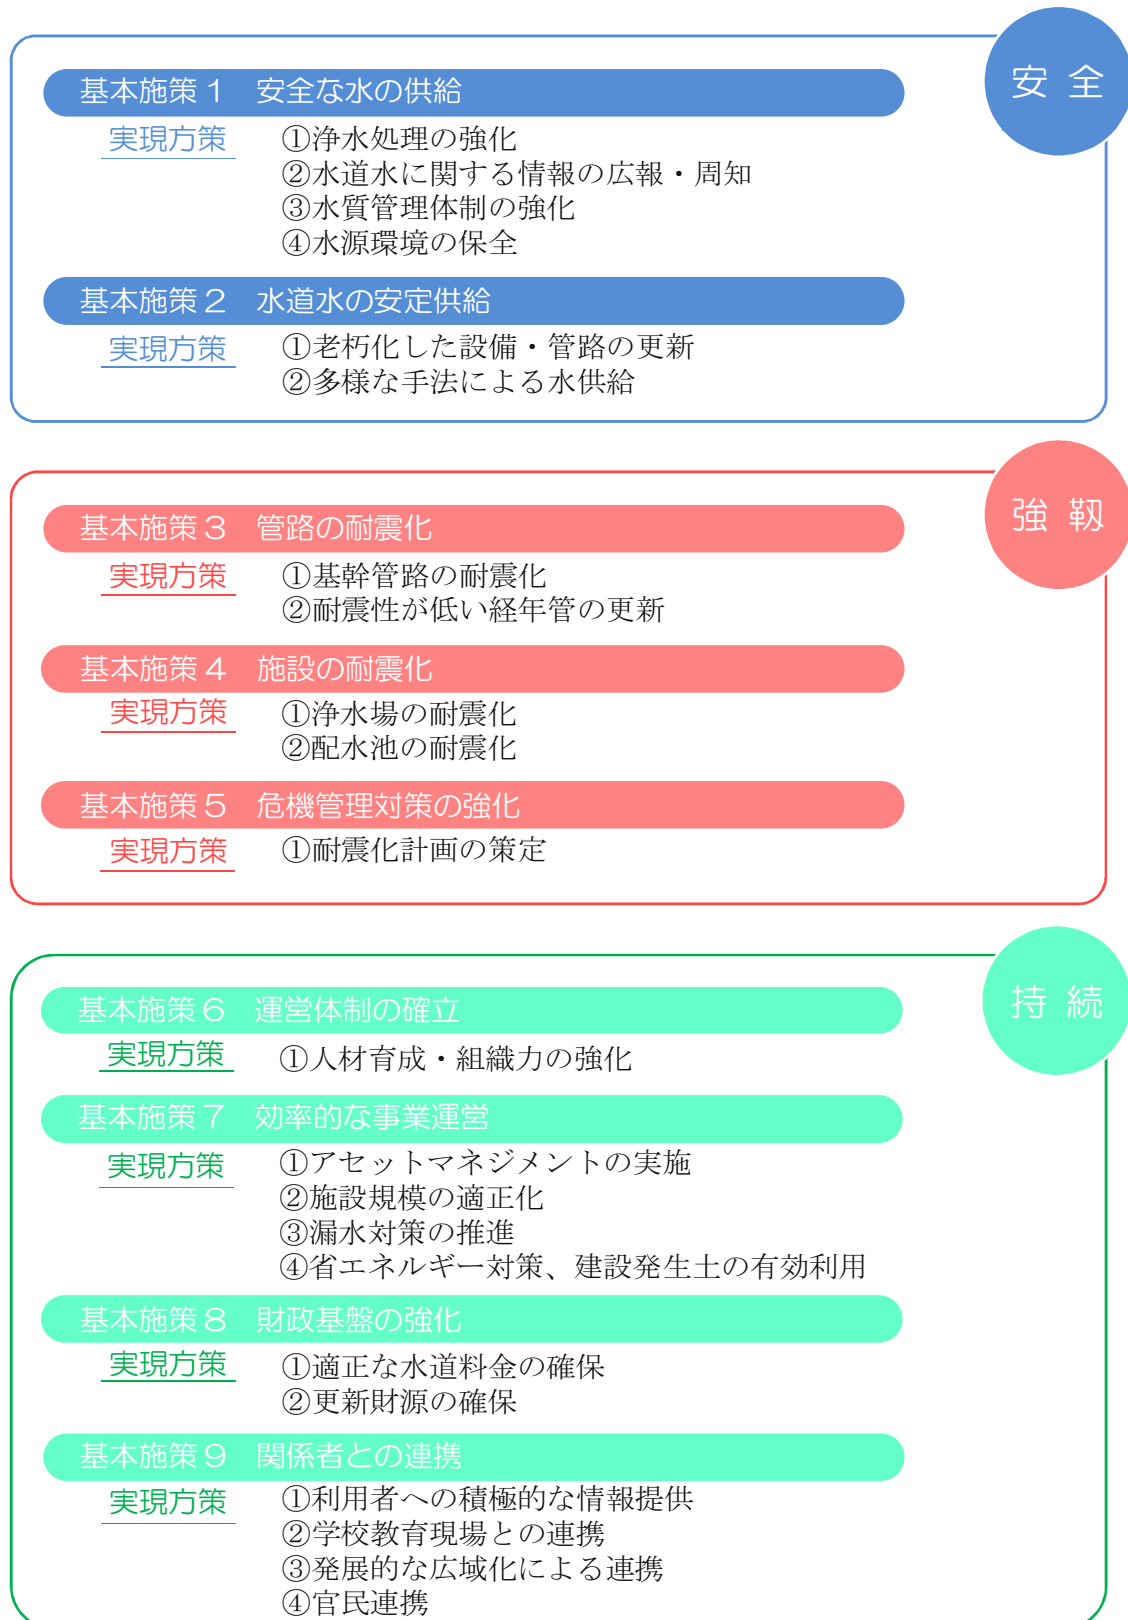 安全
基本施策1　安全な水の供給
実現方策　①浄水処理の強化
②水道水に関する情報の広報・周知
③水質管理体制の強化
④水源環境の保全
基本施策2　水道水の安定供給
実現方策　①老朽化した設備・管路の更新
②多様な手法による水供給
強靱
基本施策3　管路の耐震化
実現方策　①基幹管路の耐震化
②耐震性が低い経年管の更新
基本施策4　施設の耐震化
実現方策　①浄水場の耐震化
②配水池の耐震化
基本施策5　危機管理対策の強化
実現方策　①耐震化計画の策定
持続
基本施策6　運営体制の確立
実現方策　①人材育成・組織力の強化
基本施策7　効率的な事業運営
実現方策　①アセットマネジメントの実施
②施設規模の適正化
③漏水対策の推進
④省エネルギー対策、建設発生土の有効利用
基本施策8　財政基盤の強化
実現方策　①適正な水道料金の確保
②更新財源の確保
基本施策9　関係者との連携
実現方策　①利用者への積極的な情報提供
②学校教育現場との連携
③発展的な広域化による連携
④官民連携